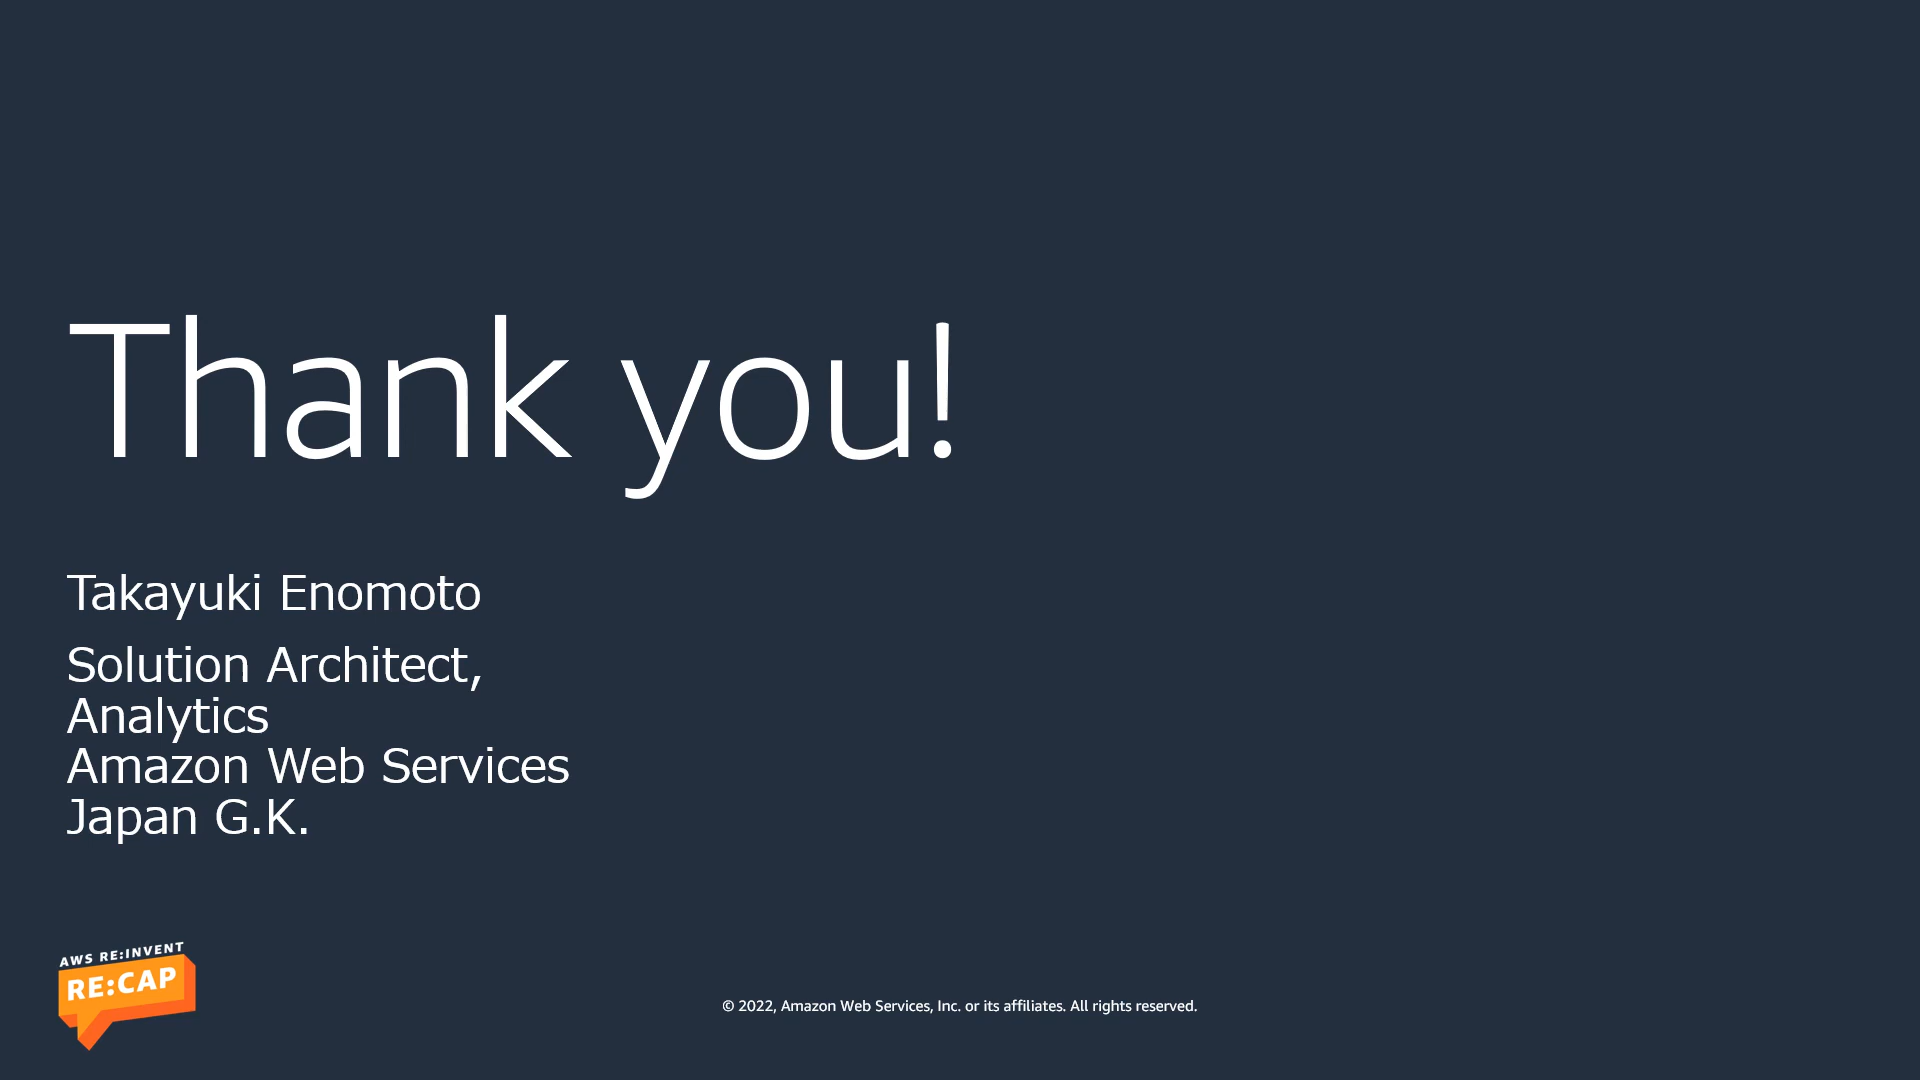 Thank you!
Takayuki Enomoto
Solution Architect,
Analytics
Amazon Web Services
Japan G.K.
AWS RE:INVENT
RE:CAP
© 2022, Amazon Web Services, Inc. or its affiliates. All rights reserved.